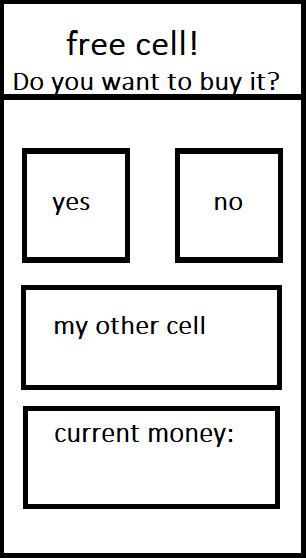 free cell!
Do you want to buy it?
yes
no
my other cell
current money: